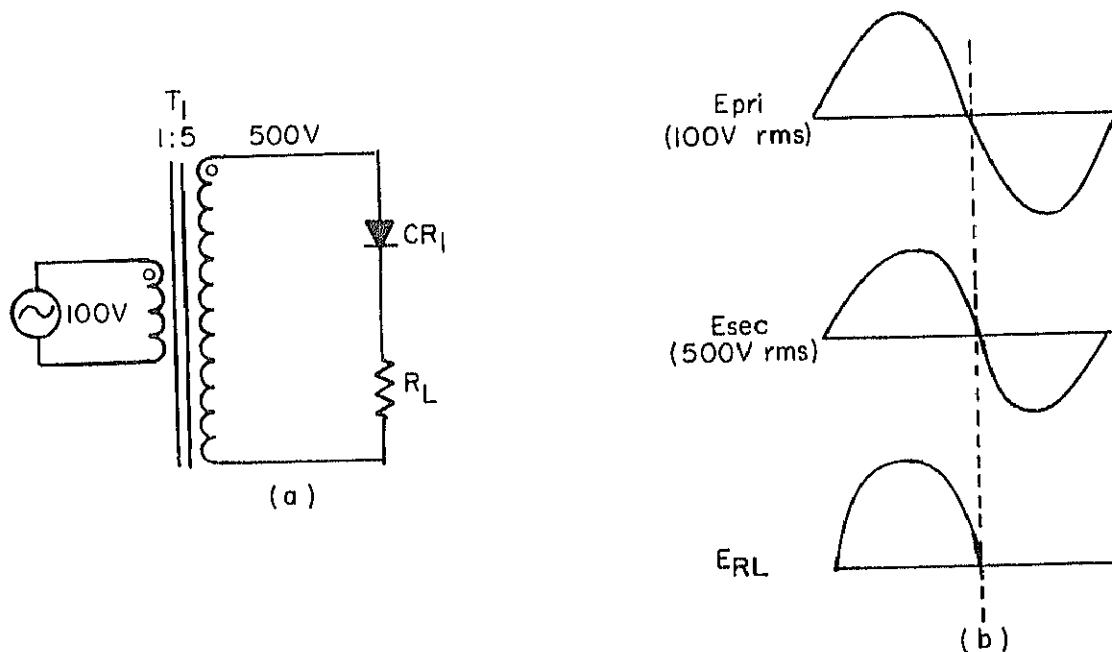 T1
1:5
500V
100V
CR1
RL
(a)
Epri
(100V rms)
Esec
(500V rms)
ERL
(b)